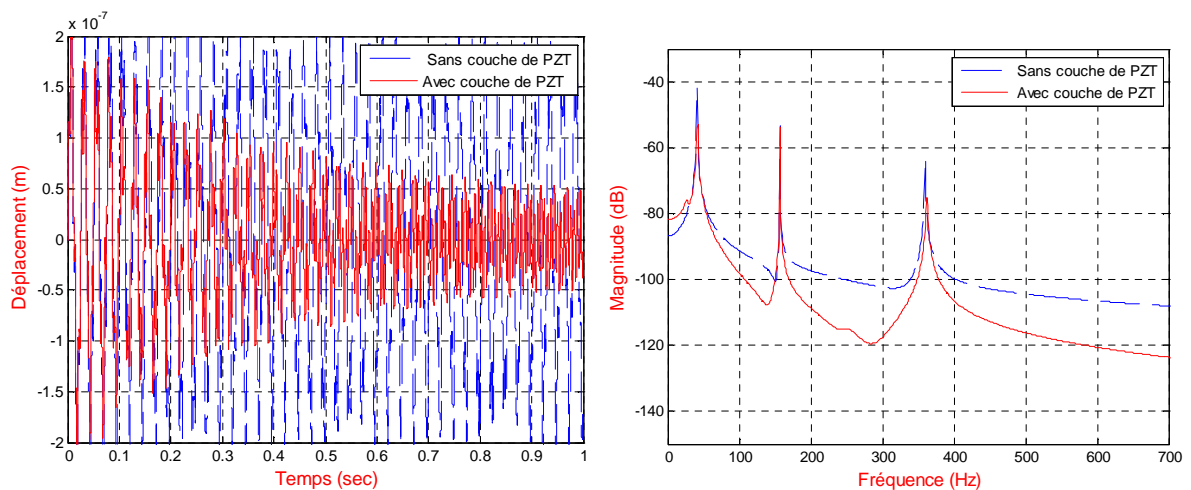 x 10-7
2
1.5
1
0.5
0
-0.5
-1
-1.5
-2
Déplacement (m)
Sans couche de PZT
Avec couche de PZT
0 0.1 0.2 0.3 0.4 0.5 0.6 0.7 0.8 0.9 1
Temps (sec)
-40
-60
-80
-100
-120
-140
Magnitude (dB)
Sans couche de PZT
Avec couche de PZT
0 100 200 300 400 500 600 700
Fréquence (Hz)